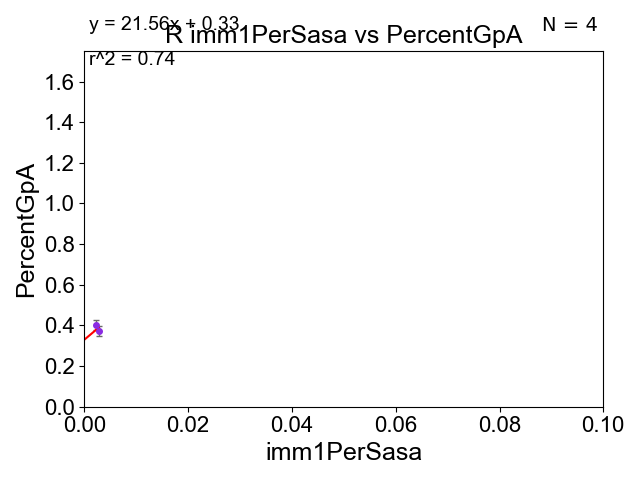 y = 21.56x + 0.33
N = 4
R imm1PerSasa vs PercentGpA
r^2 = 0.74
1.6
1.4
1.2
1.0
0.8
0.6
0.4
0.2
0.0
PercentGpA
0.00 0.02 0.04 0.06 0.08 0.10
imm1PerSasa